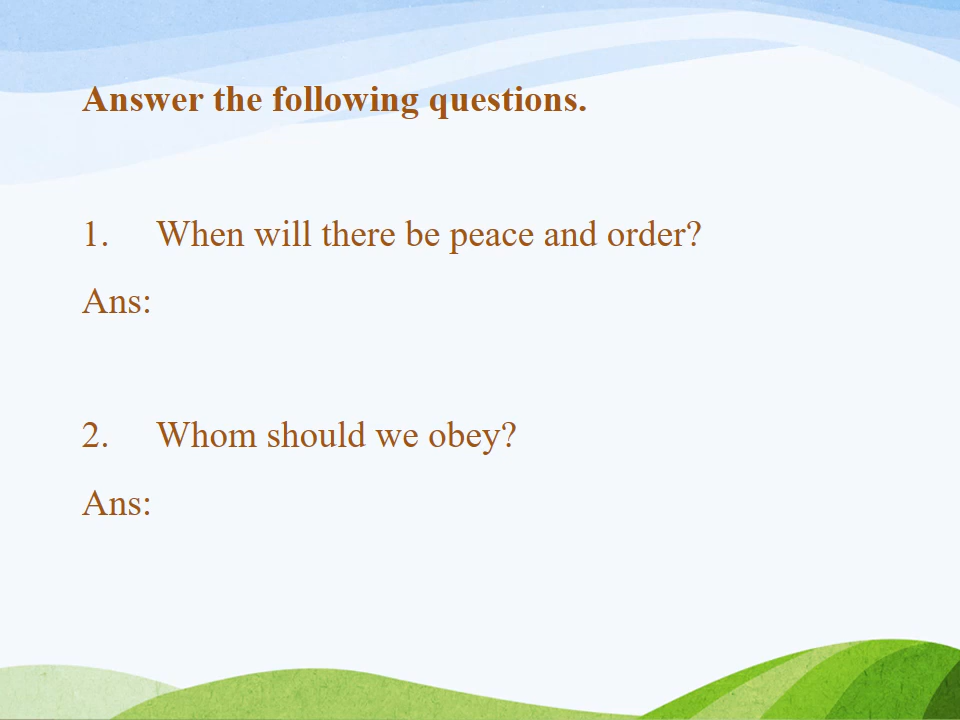 Answer the following questions.
1. When will there be peace and order?
Ans:
2. Whom should we obey?
Ans: